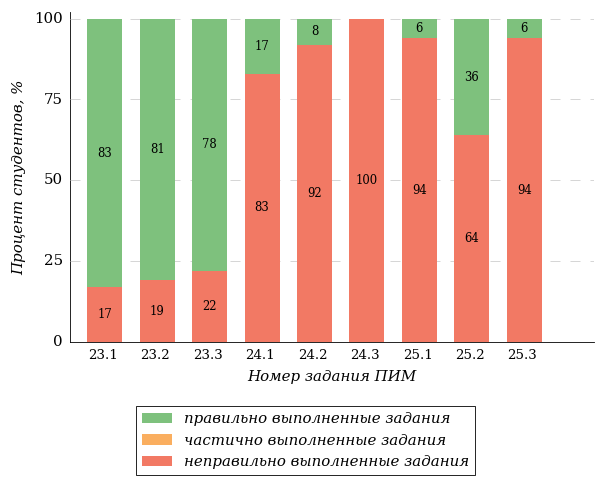 100
75
50
25
0
Процент студентов, %
83 81 78 17 8 6 36 6
17 19 22 83 92 100 94 64 94
23.1 23.2 23.3 24.1 24.2 24.3 25.1 25.2 25.3
Номер задания ПИМ
правильно выполненные задания
частично выполненные задания
неправильно выполненные задания